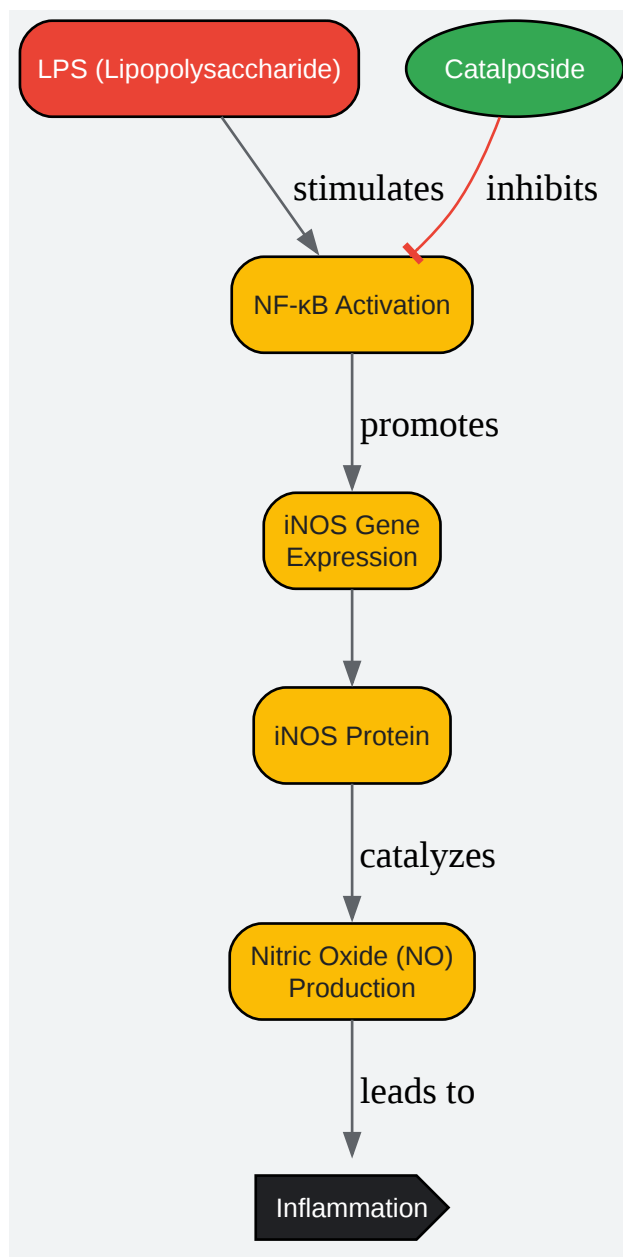 LPS (Lipopolysaccharide)
Catalposide
stimulates
inhibits
NF-κB Activation
promotes
iNOS Gene
Expression
iNOS Protein
catalyzes
Nitric Oxide (NO)
Production
leads to
Inflammation